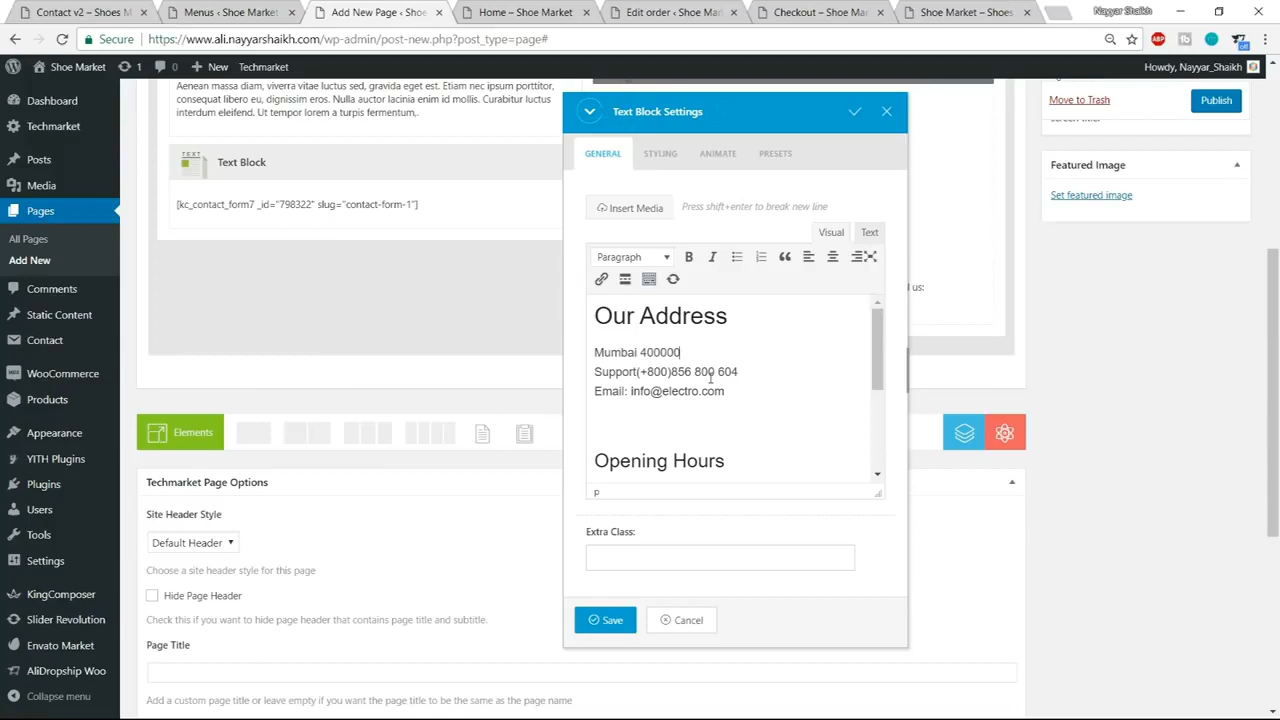 Contact v2 – Shoes M
Menus ‹ Shoe Market
Add New Page ‹ Shoe
Home – Shoe Market
Edit order ‹ Shoe Mar
Checkout – Shoe Mar
Shoe Market – Shoes
Nayyar Shaikh
Secure
https://www.ali.nayyarshaikh.com/wp-admin/post-new.php?post_type=page#
ABP
off
Shoe Market
1
0
New
Techmarket
Howdy, Nayyar_Shaikh
Dashboard
Techmarket
Posts
Media
Pages
All Pages
Add New
Comments
Static Content
Contact
WooCommerce
Products
Appearance
YITH Plugins
Plugins
Users
Tools
Settings
KingComposer
Slider Revolution
Envato Market
AliDropship Woo
Collapse menu
Aenean massa diam, viverra vitae luctus sed, gravida eget est. Etiam nec ipsum porttitor,
consequat libero eu, dignissim eros. Nulla auctor lacinia enim id mollis. Curabitur luctus
interdum eleifend. Ut tempor lorem a turpis fermentum,.
TEXT
Text Block
[kc_contact_form7 _id="798322" slug="contact-form-1"]
d us:
Elements
Techmarket Page Options
Site Header Style
Default Header
Choose a site header style for this page
Hide Page Header
Check this if you want to hide page header that contains page title and subtitle.
Page Title
Add a custom page title or leave empty if you want the page title to be the same as the page name
Text Block Settings
GENERAL
STYLING
ANIMATE
PRESETS
Insert Media
Press shift+enter to break new line
Visual
Text
Paragraph
B
I
Our Address
Mumbai 400000
Support(+800)856 800 604
Email: info@electro.com
Opening Hours
p
Extra Class:
Save
Cancel
Move to Trash
Publish
Featured Image
Set featured image